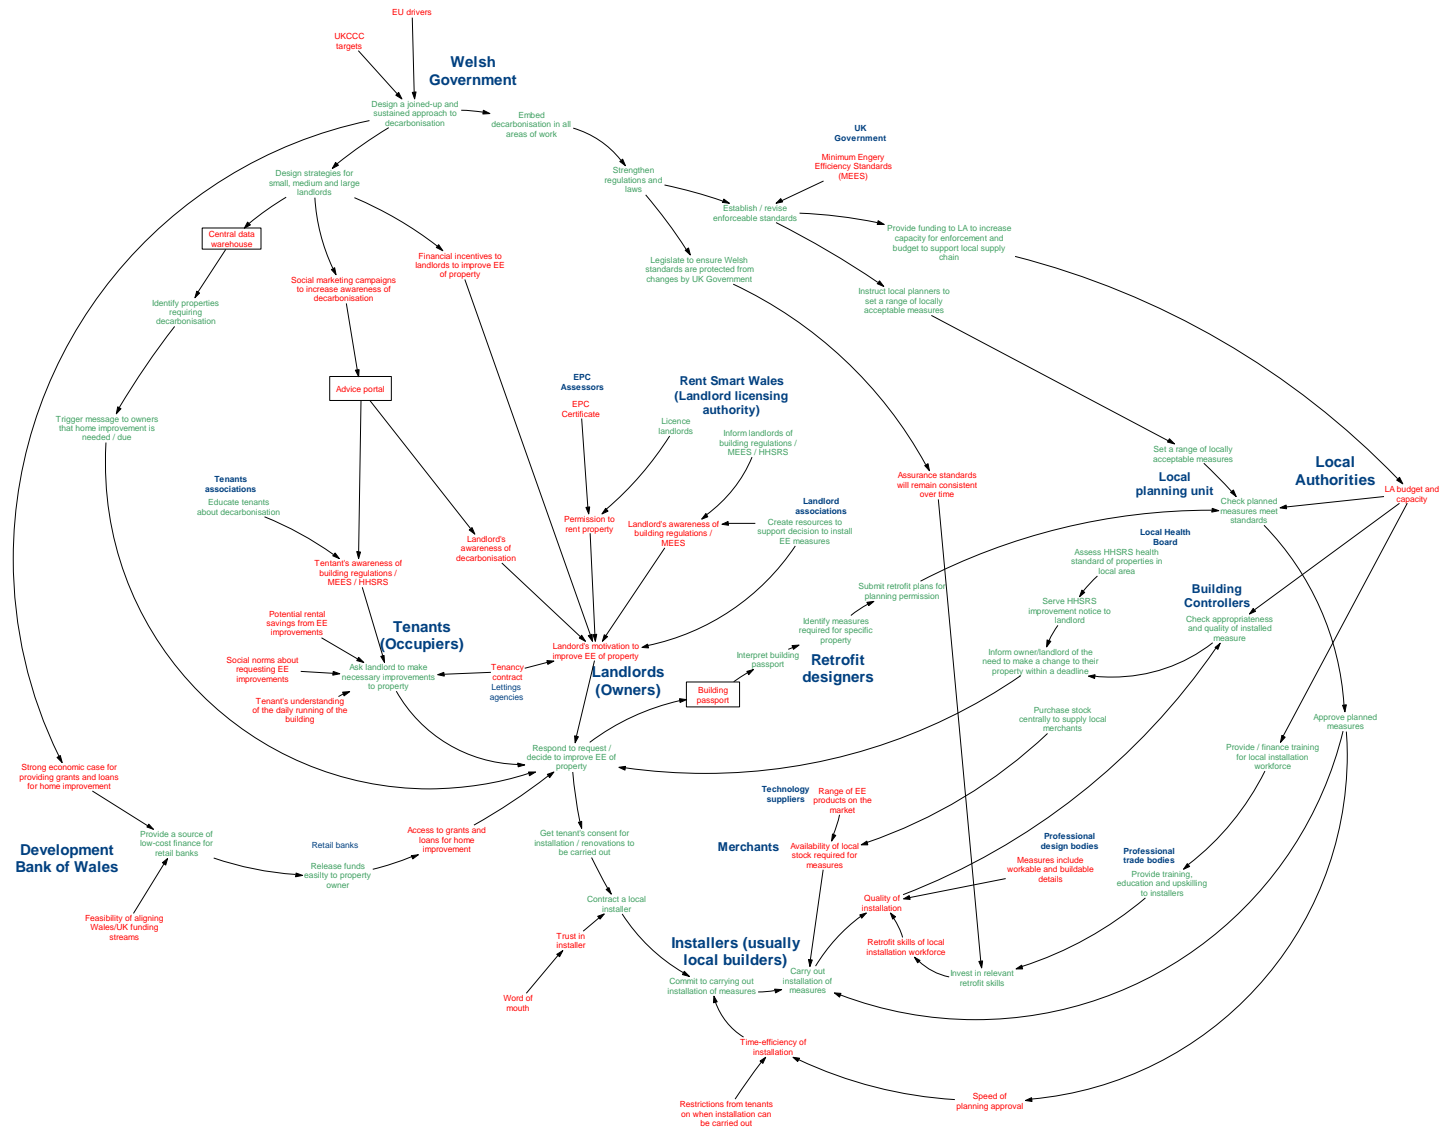 EU drivers
UKCCC
targets
Welsh
Government
Design a joined-up and
sustained approach to
decarbonisation
Embed
decarbonisation in all
areas of work
UK
Government
Minimum Engery
Efficiency Standards
(MEES)
Design strategies for
small, medium and large
landlords
Strengthen
regulations and
laws
Establish / revise
enforceable standards
Central data
warehouse
Provide funding to LA to increase
capacity for enforcement and
budget to support local supply
chain
Financial incentives to
landlords to improve EE
of property
Legislate to ensure Welsh
standards are protected from
changes by UK Government
Social marketing campaigns
to increase awareness of
decarbonisation
Instruct local planners to
set a range of locally
acceptable measures
Identify properties
requiring
decarbonisation
Advice portal
EPC
Assessors
EPC
Certificate
Rent Smart Wales
(Landlord licensing
authority)
Licence
landlords
Inform landlords of
building regulations /
MEES / HHSRS
Trigger message to owners
that home improvement is
needed / due
Set a range of locally
acceptable measures
Local
planning unit
Local
Authorities
Assurance standards
will remain consistent
over time
LA budget and
capacity
Tenants
associations
Educate tenants
about decarbonisation
Landlord
associations
Create resources to
support decision to install
EE measures
Check planned
measures meet
standards
Permission to
rent property
Landlord's awareness of
building regulations /
MEES
Landlord's
awareness of
decarbonisation
Local Health
Board
Assess HHSRS health
standard of properties in
local area
Tentant's awareness of
building regulations /
MEES / HHSRS
Submit retrofit plans for
planning permission
Building
Controllers
Serve HHSRS
improvement notice to
landlord
Check appropriateness
and quality of installed
measure
Potential rental
savings from EE
improvements
Tenants
(Occupiers)
Identify measures
required for specific
property
Landord's motivation to
improve EE of property
Landlords
(Owners)
Interpret building
passport
Retrofit
designers
Inform owner/landlord of the
need to make a change to their
property within a deadline
Social norms about
requesting EE
improvements
Ask landlord to make
necessary improvements
to property
Tenancy
contract
Lettings
agencies
Building
passport
Tenant's understanding
of the daily running of the
building
Purchase stock
centrally to supply local
merchants
Approve planned
measures
Respond to request /
decide to improve EE of
property
Provide / finance training
for local installation
workforce
Strong economic case for
providing grants and loans
for home improvement
Technology
suppliers
Range of EE
products on the
market
Development
Bank of Wales
Provide a source of
low-cost finance for
retail banks
Retail banks
Release funds
easilty to property
owner
Access to grants and
loans for home
improvement
Get tenant's consent for
installation / renovations to
be carried out
Merchants
Availability of local
stock required for
measures
Professional
design bodies
Measures include
workable and buildable
details
Professional
trade bodies
Provide training,
education and upskilling
to installers
Feasibility of aligning
Wales/UK funding
streams
Contract a local
installer
Quality of
installation
Trust in
installer
Installers (usually
local builders)
Retrofit skills of local
installation workforce
Word of
mouth
Commit to carrying out
installation of measures
Carry out
installation of
measures
Invest in relevant
retrofit skills
Time-efficiency of
installation
Restrictions from tenants
on when installation can
be carried out
Speed of
planning approval